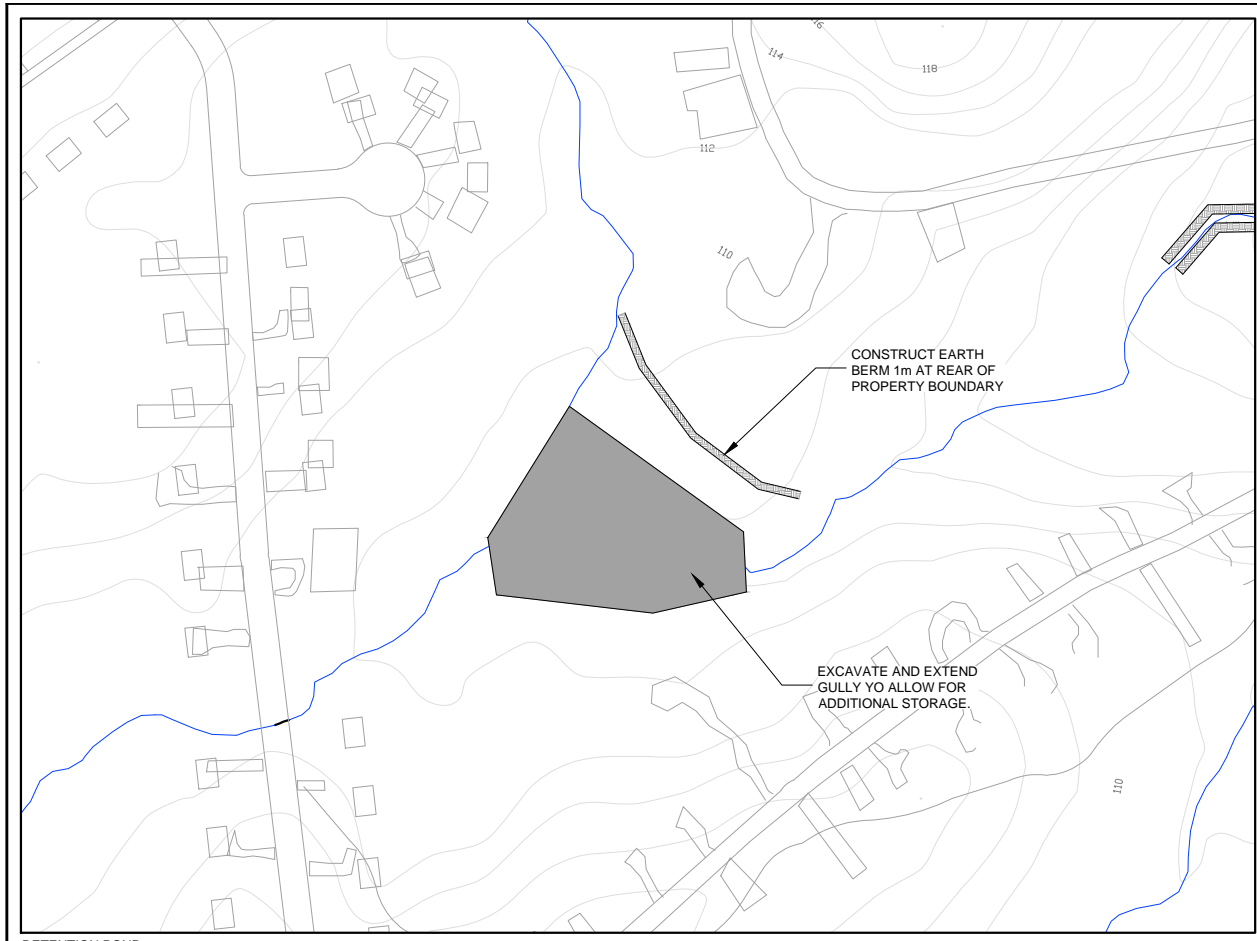 116
114
118
112
110
CONSTRUCT EARTH
BERM 1m AT REAR OF
PROPERTY BOUNDARY
EXCAVATE AND EXTEND
GULLY YO ALLOW FOR
ADDITIONAL STORAGE.
110